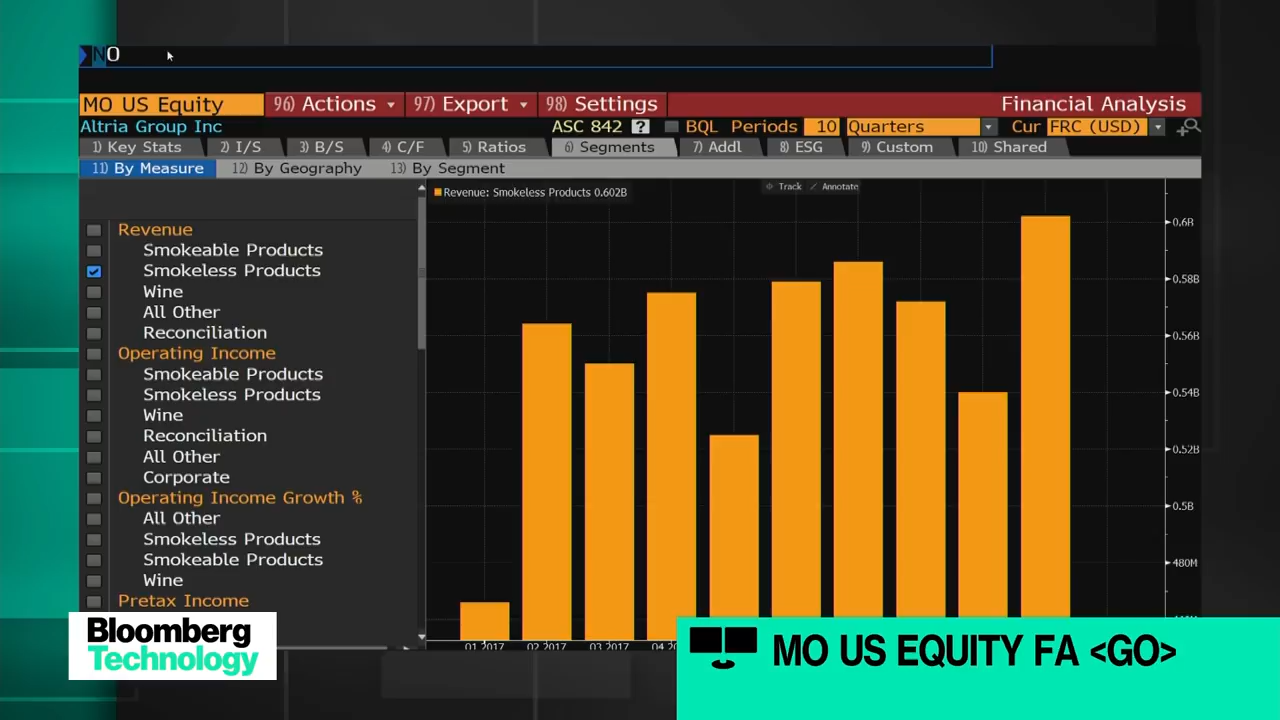 NO
MO US Equity 96) Actions 97) Export 98) Settings Financial Analysis
Altria Group Inc ASC 842 ? BQL Periods 10 Quarters Cur FRC (USD)
1) Key Stats 2) I/S 3) B/S 4) C/F 5) Ratios 6) Segments 7) Addl 8) ESG 9) Custom 10) Shared
11) By Measure 12) By Geography 13) By Segment
Revenue: Smokeless Products 0.602B Track Annotate
Revenue
Smokeable Products
Smokeless Products
Wine
All Other
Reconciliation
Operating Income
Smokeable Products
Smokeless Products
Wine
Reconciliation
All Other
Corporate
Operating Income Growth %
All Other
Smokeless Products
Smokeable Products
Wine
Pretax Income
0.6B
0.58B
0.56B
0.54B
0.52B
0.5B
480M
Q1 2017 Q2 2017 Q3 2017
Bloomberg
Technology
MO US EQUITY FA <GO>